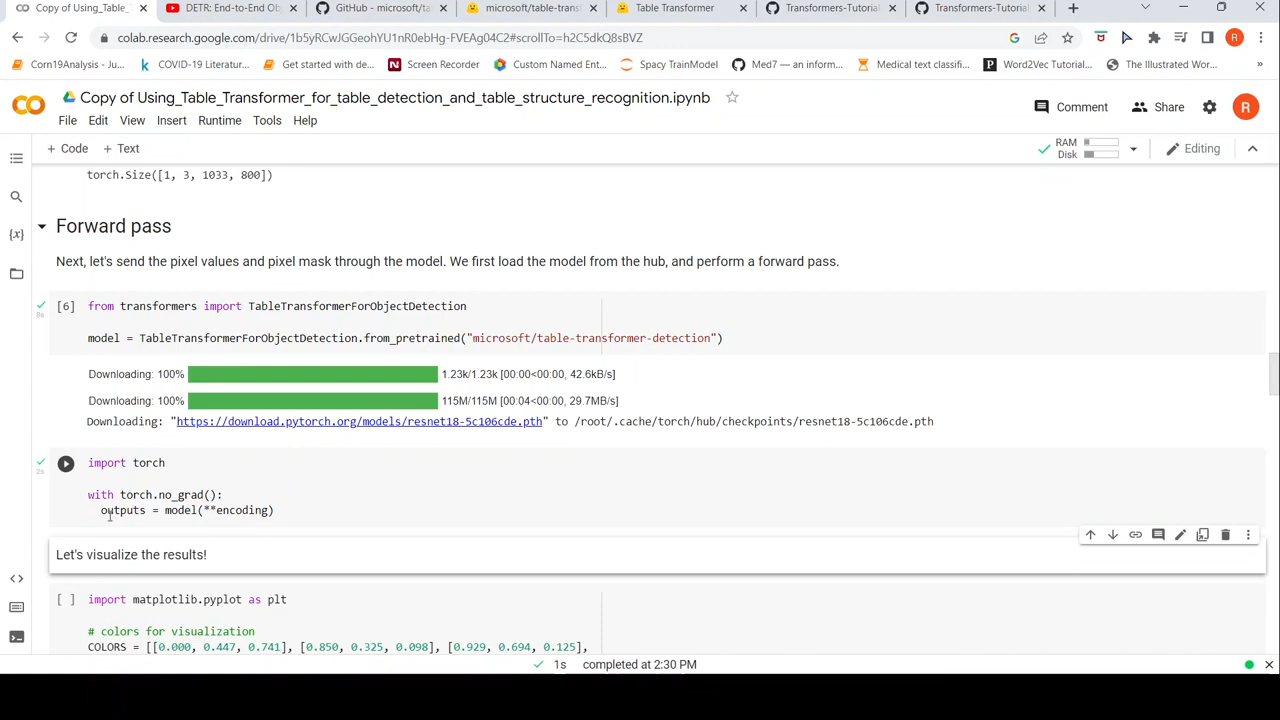 Copy of Using_Table_
DETR: End-to-End Ob
GitHub - microsoft/ta
microsoft/table-transf
Table Transformer
Transformers-Tutorial
Transformers-Tutorial
colab.research.google.com/drive/1b5yRCwJGGeohYU1nR0ebHg-FVEAg04C2#scrollTo=h2C5dkQ8sBVZ
Corn19Analysis - Ju...
COVID-19 Literatur...
Get started with de...
Screen Recorder
Custom Named Ent...
Spacy TrainModel
Med7 — an inform...
Medical text classifi...
Word2Vec Tutorial...
The Illustrated Wor...
»
Copy of Using_Table_Transformer_for_table_detection_and_table_structure_recognition.ipynb
Comment
Share
R
File Edit View Insert Runtime Tools Help
+ Code + Text
RAM
Disk
Editing
torch.Size([1, 3, 1033, 800])
Forward pass
Next, let's send the pixel values and pixel mask through the model. We first load the model from the hub, and perform a forward pass.
[6] from transformers import TableTransformerForObjectDetection
8s
model = TableTransformerForObjectDetection.from_pretrained("microsoft/table-transformer-detection")
Downloading: 100% 1.23k/1.23k [00:00<00:00, 42.6kB/s]
Downloading: 100% 115M/115M [00:04<00:00, 29.7MB/s]
Downloading: "https://download.pytorch.org/models/resnet18-5c106cde.pth" to /root/.cache/torch/hub/checkpoints/resnet18-5c106cde.pth
import torch
2s
with torch.no_grad():
outputs = model(**encoding)
Let's visualize the results!
[ ] import matplotlib.pyplot as plt
# colors for visualization
COLORS = [[0.000, 0.447, 0.741], [0.850, 0.325, 0.098], [0.929, 0.694, 0.125],
1s completed at 2:30 PM